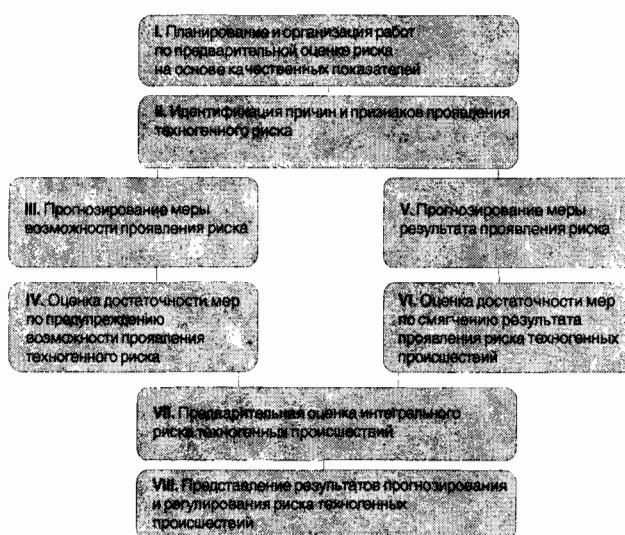 I. Планирование и организация работ
по предварительной оценке риска
на основе качественных показателей
II. Идентификация причин и признаков проявления
техногенного риска
III. Прогнозирование меры
возможности проявления риска
V. Прогнозирование меры
результата проявления риска
IV. Оценка достаточности мер
по предупреждению
возможности проявления
техногенного риска
VI. Оценка достаточности мер
по смягчению результата
проявления риска техногенных
происшествий
VII. Предварительная оценка интегрального
риска техногенных происшествий
VIII. Представление результатов прогнозирования
и регулирования риска техногенных
происшествий